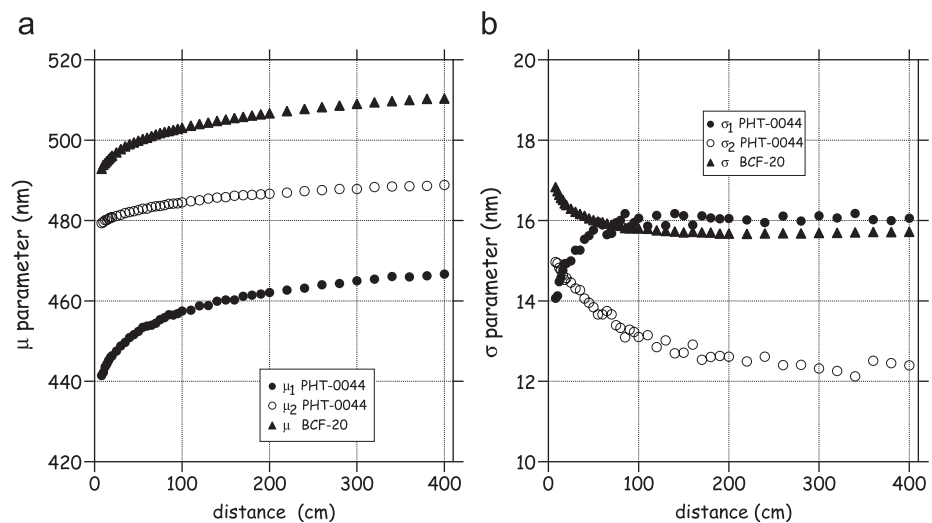 a
520
500
480
460
440
420
μ parameter (nm)
0 100 200 300 400
distance (cm)
μ1 PHT-0044
μ2 PHT-0044
μ BCF-20
b
20
18
16
14
12
10
σ parameter (nm)
0 100 200 300 400
distance (cm)
σ1 PHT-0044
σ2 PHT-0044
σ BCF-20